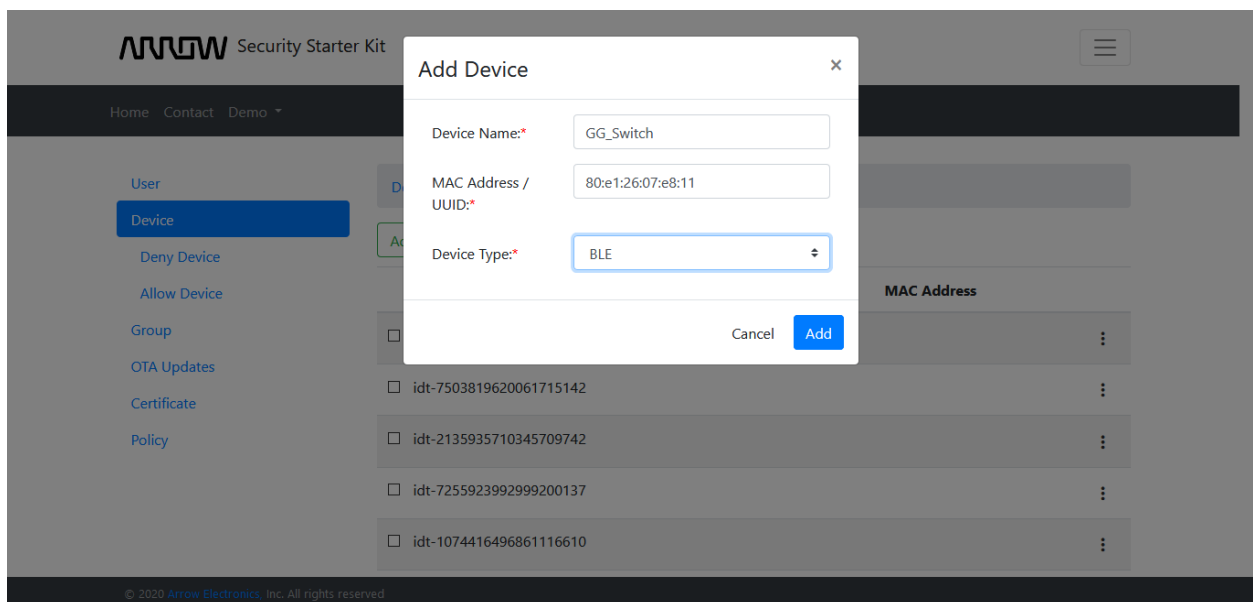 ARROW Security Starter Kit
Home Contact Demo
Add Device
×
Device Name:*
GG_Switch
MAC Address /
UUID:*
80:e1:26:07:e8:11
Device Type:*
BLE
Cancel
Add
User
Device
Deny Device
Allow Device
Group
OTA Updates
Certificate
Policy
MAC Address
idt-7503819620061715142
idt-2135935710345709742
idt-7255923992999200137
idt-1074416496861116610
© 2020 Arrow Electronics, Inc. All rights reserved